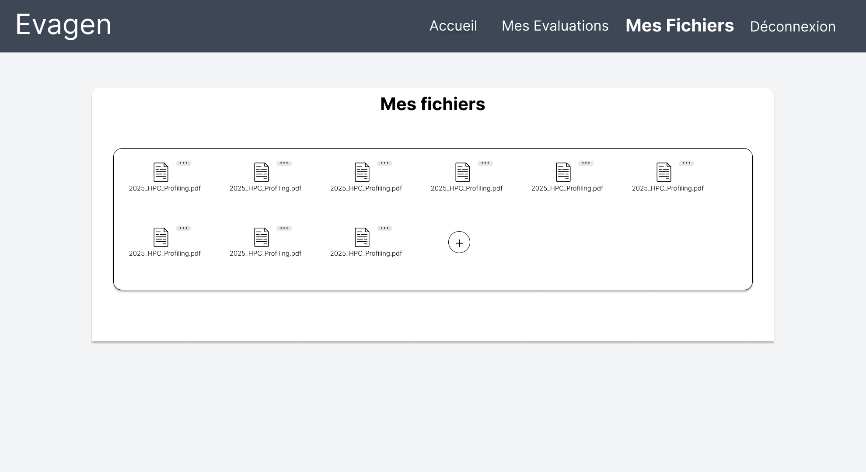 Evagen
Accueil Mes Evaluations Mes Fichiers Déconnexion
Mes fichiers
2025_HPC_Profiling.pdf 2025_HPC_Profiling.pdf 2025_HPC_Profiling.pdf 2025_HPC_Profiling.pdf 2025_HPC_Profiling.pdf 2025_HPC_Profiling.pdf
2025_HPC_Profiling.pdf 2025_HPC_Profiling.pdf 2025_HPC_Profiling.pdf